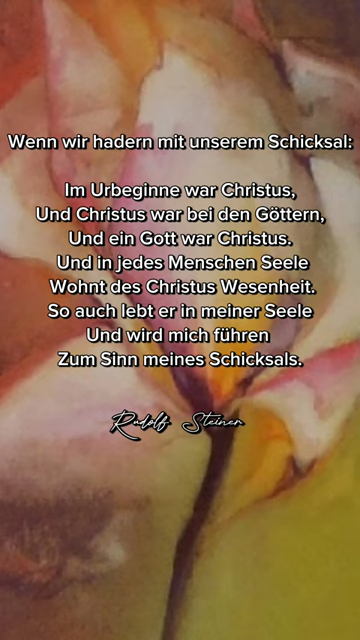 Wenn wir hadern mit unserem Schicksal:
Im Urbeginne war Christus,
Und Christus war bei den Göttern,
Und ein Gott war Christus.
Und in jedes Menschen Seele
Wohnt des Christus Wesenheit.
So auch lebt er in meiner Seele
Und wird mich führen
Zum Sinn meines Schicksals.
Rudolf Steiner